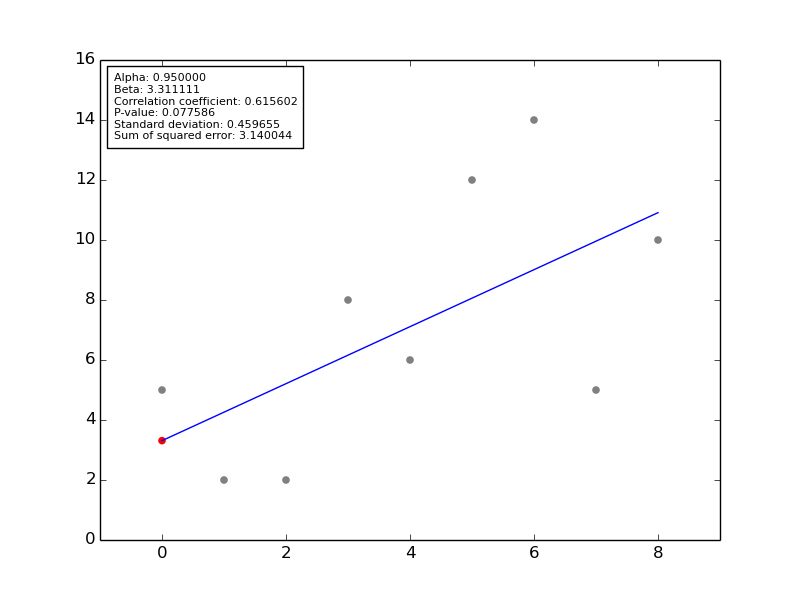 16
14
12
10
8
6
4
2
0
Alpha: 0.950000
Beta: 3.311111
Correlation coefficient: 0.615602
P-value: 0.077586
Standard deviation: 0.459655
Sum of squared error: 3.140044
0 2 4 6 8